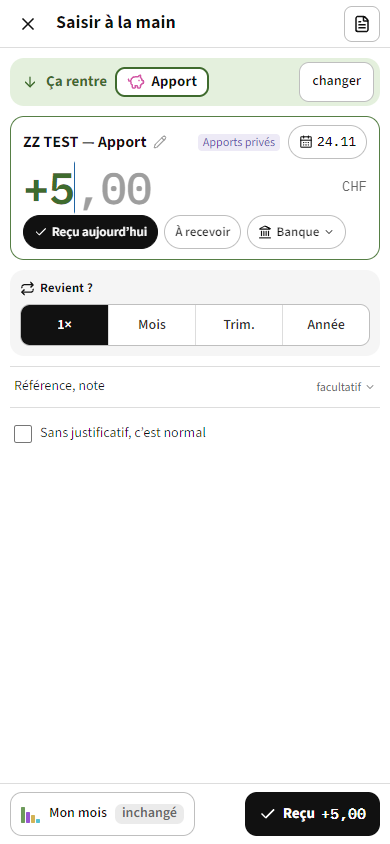 Saisir à la main
Ça rentre Apport changer
ZZ TEST — Apport Apports privés 24.11
+5,00 CHF
Reçu aujourd’hui À recevoir Banque
Revient ?
1× Mois Trim. Année
Référence, note facultatif
Sans justificatif, c’est normal
Mon mois inchangé Reçu +5,00